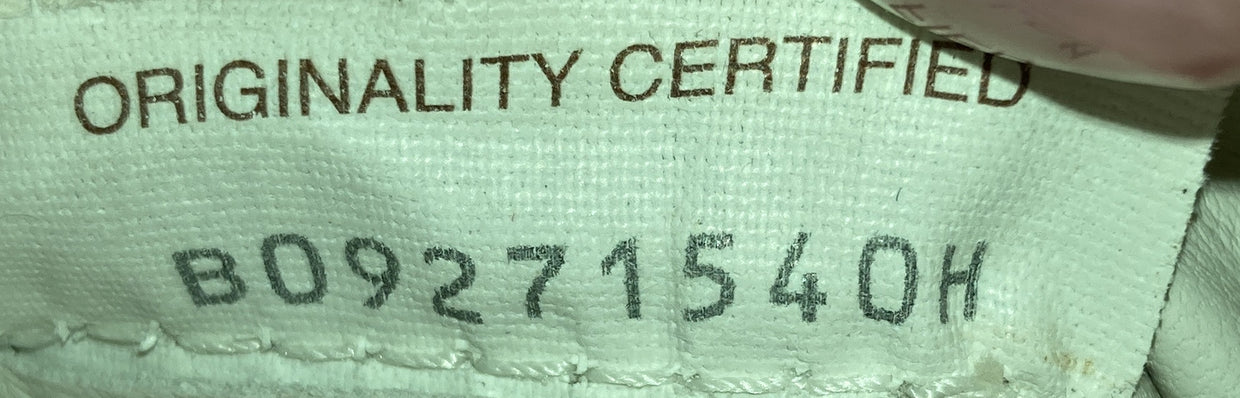 ORIGINALITY CERTIFIED
B09271540H